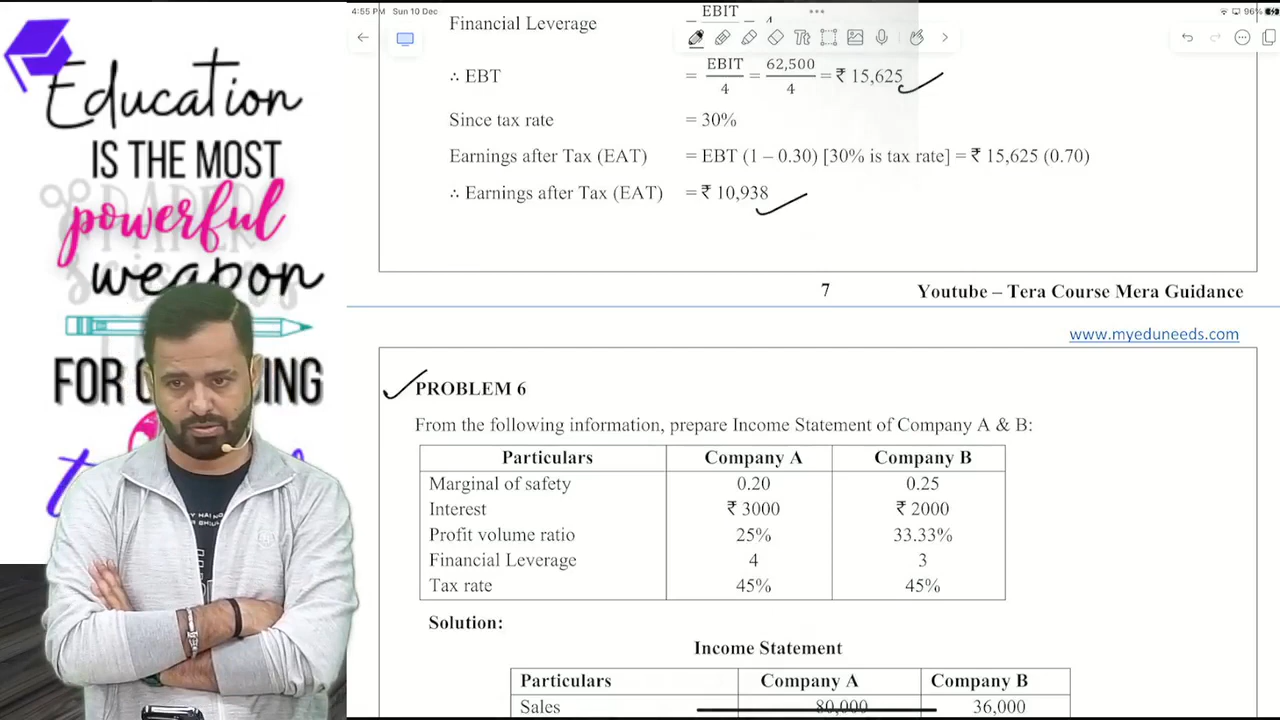 4:55 PM Sun 10 Dec
96%
Education
IS THE MOST
powerful
weapon
FOR
ING
Financial Leverage = EBIT
∴ EBT = EBIT/4 = 62,500/4 = ₹ 15,625
Since tax rate = 30%
Earnings after Tax (EAT) = EBT (1 – 0.30) [30% is tax rate] = ₹ 15,625 (0.70)
∴ Earnings after Tax (EAT) = ₹ 10,938
7 Youtube – Tera Course Mera Guidance
www.myeduneeds.com
PROBLEM 6
From the following information, prepare Income Statement of Company A & B:
Particulars Company A Company B
Marginal of safety 0.20 0.25
Interest ₹ 3000 ₹ 2000
Profit volume ratio 25% 33.33%
Financial Leverage 4 3
Tax rate 45% 45%
Solution:
Income Statement
Particulars Company A Company B
Sales 80,000 36,000